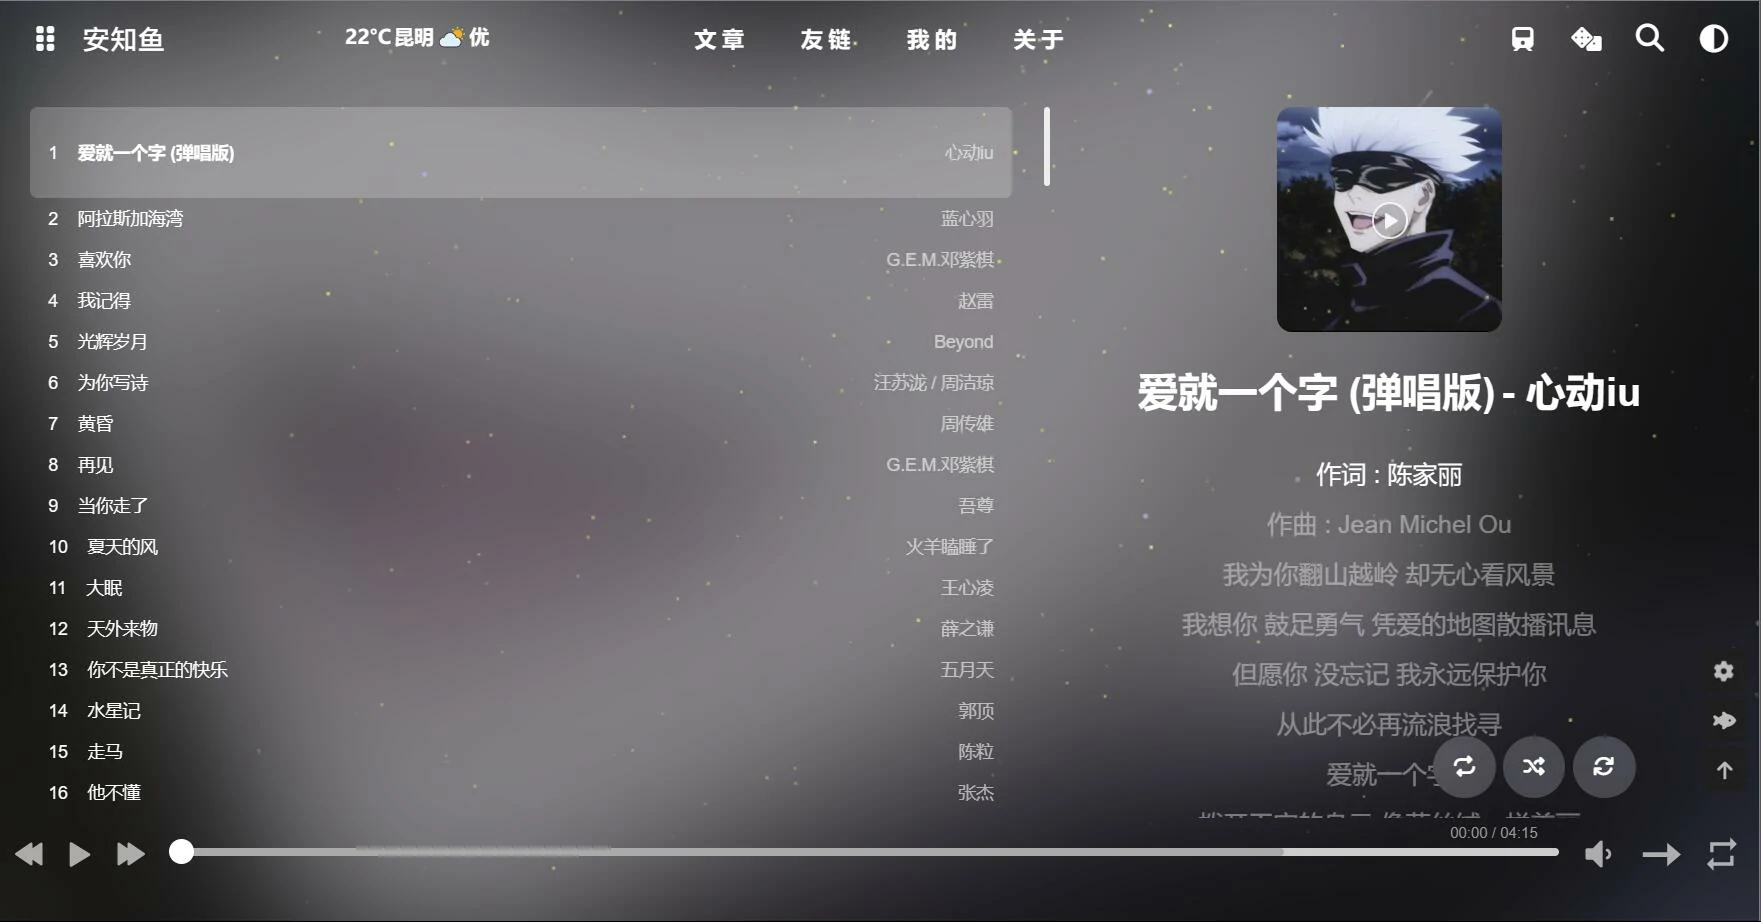 安知鱼
22°C 昆明 优
文章 友链 我的 关于
1 爱就一个字 (弹唱版) 心动iu
2 阿拉斯加海湾 蓝心羽
3 喜欢你 G.E.M.邓紫棋
4 我记得 赵雷
5 光辉岁月 Beyond
6 为你写诗 汪苏泷 / 周洁琼
7 黄昏 周传雄
8 再见 G.E.M.邓紫棋
9 当你走了 吾尊
10 夏天的风 火羊瞌睡了
11 大眠 王心凌
12 天外来物 薛之谦
13 你不是真正的快乐 五月天
14 水星记 郭顶
15 走马 陈粒
16 他不懂 张杰
爱就一个字 (弹唱版) - 心动iu
作词 : 陈家丽
作曲 : Jean Michel Ou
我为你翻山越岭 却无心看风景
我想你 鼓足勇气 凭爱的地图散播讯息
但愿你 没忘记 我永远保护你
从此不必再流浪找寻
爱就一个字
00:00 / 04:15